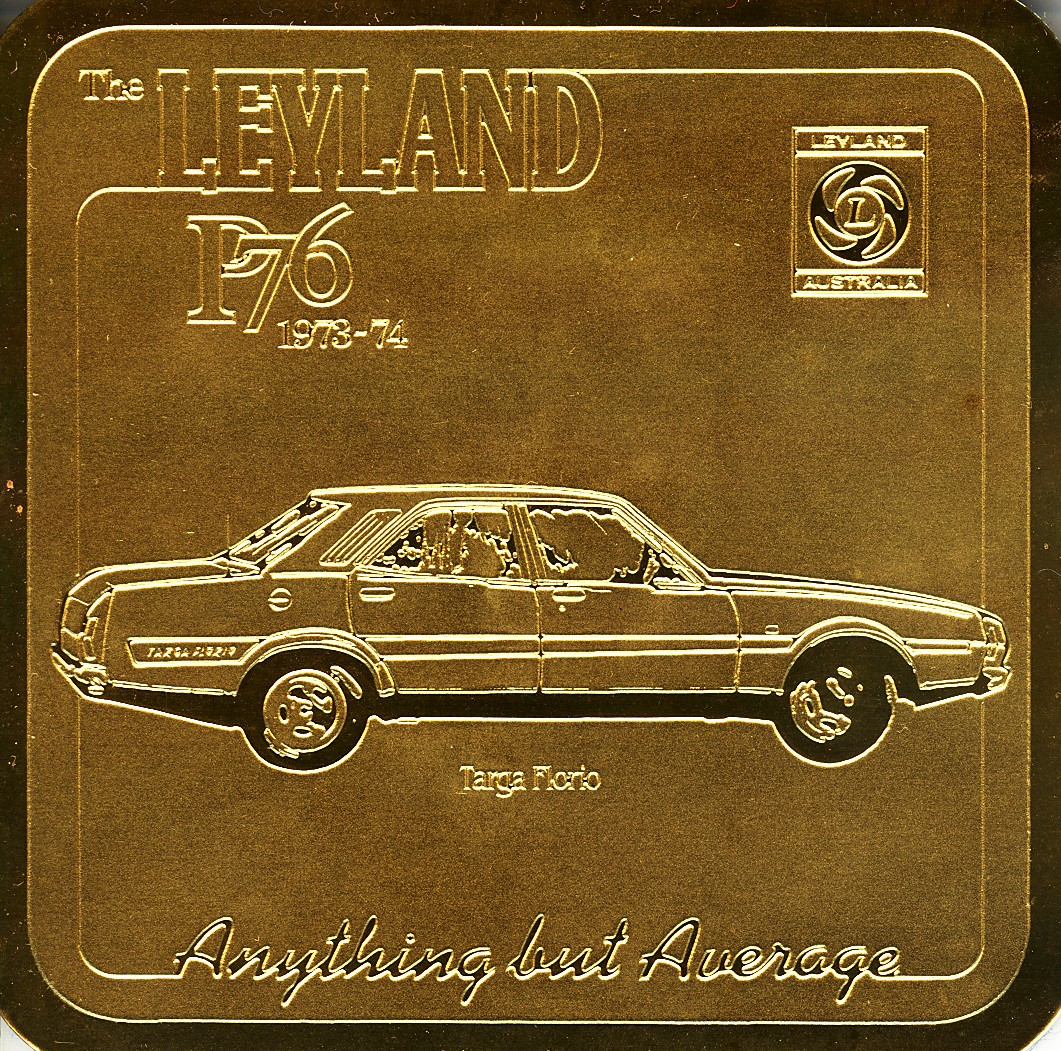 The LEYLAND
P76
1973-74
LEYLAND
L
AUSTRALIA
TARGA FLORIO
Targa Florio
Anything but Average